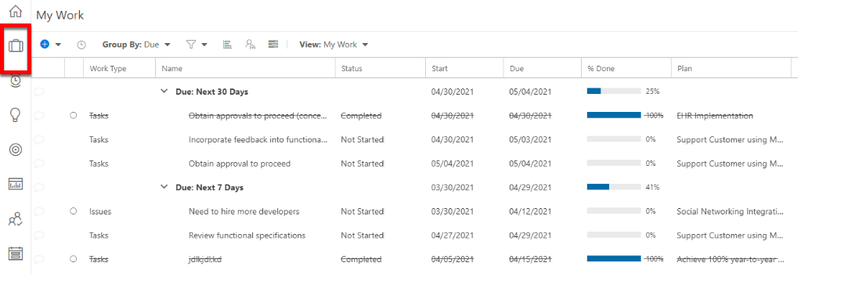 My Work
Group By: Due View: My Work
Work Type Name Status Start Due % Done Plan
Due: Next 30 Days 04/30/2021 05/04/2021 25%
Tasks Obtain approvals to proceed (conce... Completed 04/30/2021 04/30/2021 100% EHR Implementation
Tasks Incorporate feedback into functiona... Not Started 04/30/2021 05/03/2021 0% Support Customer using M...
Tasks Obtain approval to proceed Not Started 05/04/2021 05/04/2021 0% Support Customer using M...
Due: Next 7 Days 03/30/2021 04/29/2021 41%
Issues Need to hire more developers Not Started 03/30/2021 04/12/2021 0% Social Networking Integrati...
Tasks Review functional specifications Not Started 04/27/2021 04/29/2021 0% Support Customer using M...
Tasks jdlkjdl;kd Completed 04/05/2021 04/15/2021 100% Achieve 100% year-to-year ...